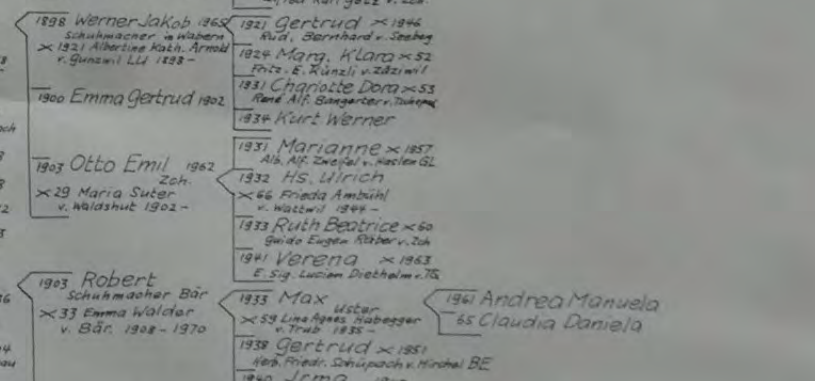 1898 Werner Jakob 1965
Schuhmacher in Wabern
× 1921 Albertine Kath. Arnold
v. Gunzwil LU 1898 -
1900 Emma Gertrud 1902
1903 Otto Emil 1962
Zch.
× 29 Maria Suter
v. Waldshut 1902 -
1903 Robert
Schuhmacher Bär
× 33 Emma Walder
v. Bär. 1908 - 1970
1921 Gertrud × 1946
Rud. Bernhard v. Seeberg
1924 Marg. Klara × 52
Fritz. E. Künzli v. Zäziwil
1931 Charlotte Dora × 53
René Alf. Bangerter v.
1934 Kurt Werner
1931 Marianne × 1957
Alb. Alf. Zweifel v. Haslen GL
1932 Hs. Ulrich
× 66 Frieda Ambühl
v. Wattwil 1944 -
1933 Ruth Beatrice × 60
Guido Eugen Räber v. Zch
1941 Verena × 1963
E. Sig. Lucien Diethelm v. TG
1933 Max
Uster
× 59 Lina Agnes Habegger
v. Trub 1935 -
1938 Gertrud × 1951
Herb. Friedr. Schüpbach v. BE
1940 Irma
1961 Andrea Manuela
65 Claudia Daniela